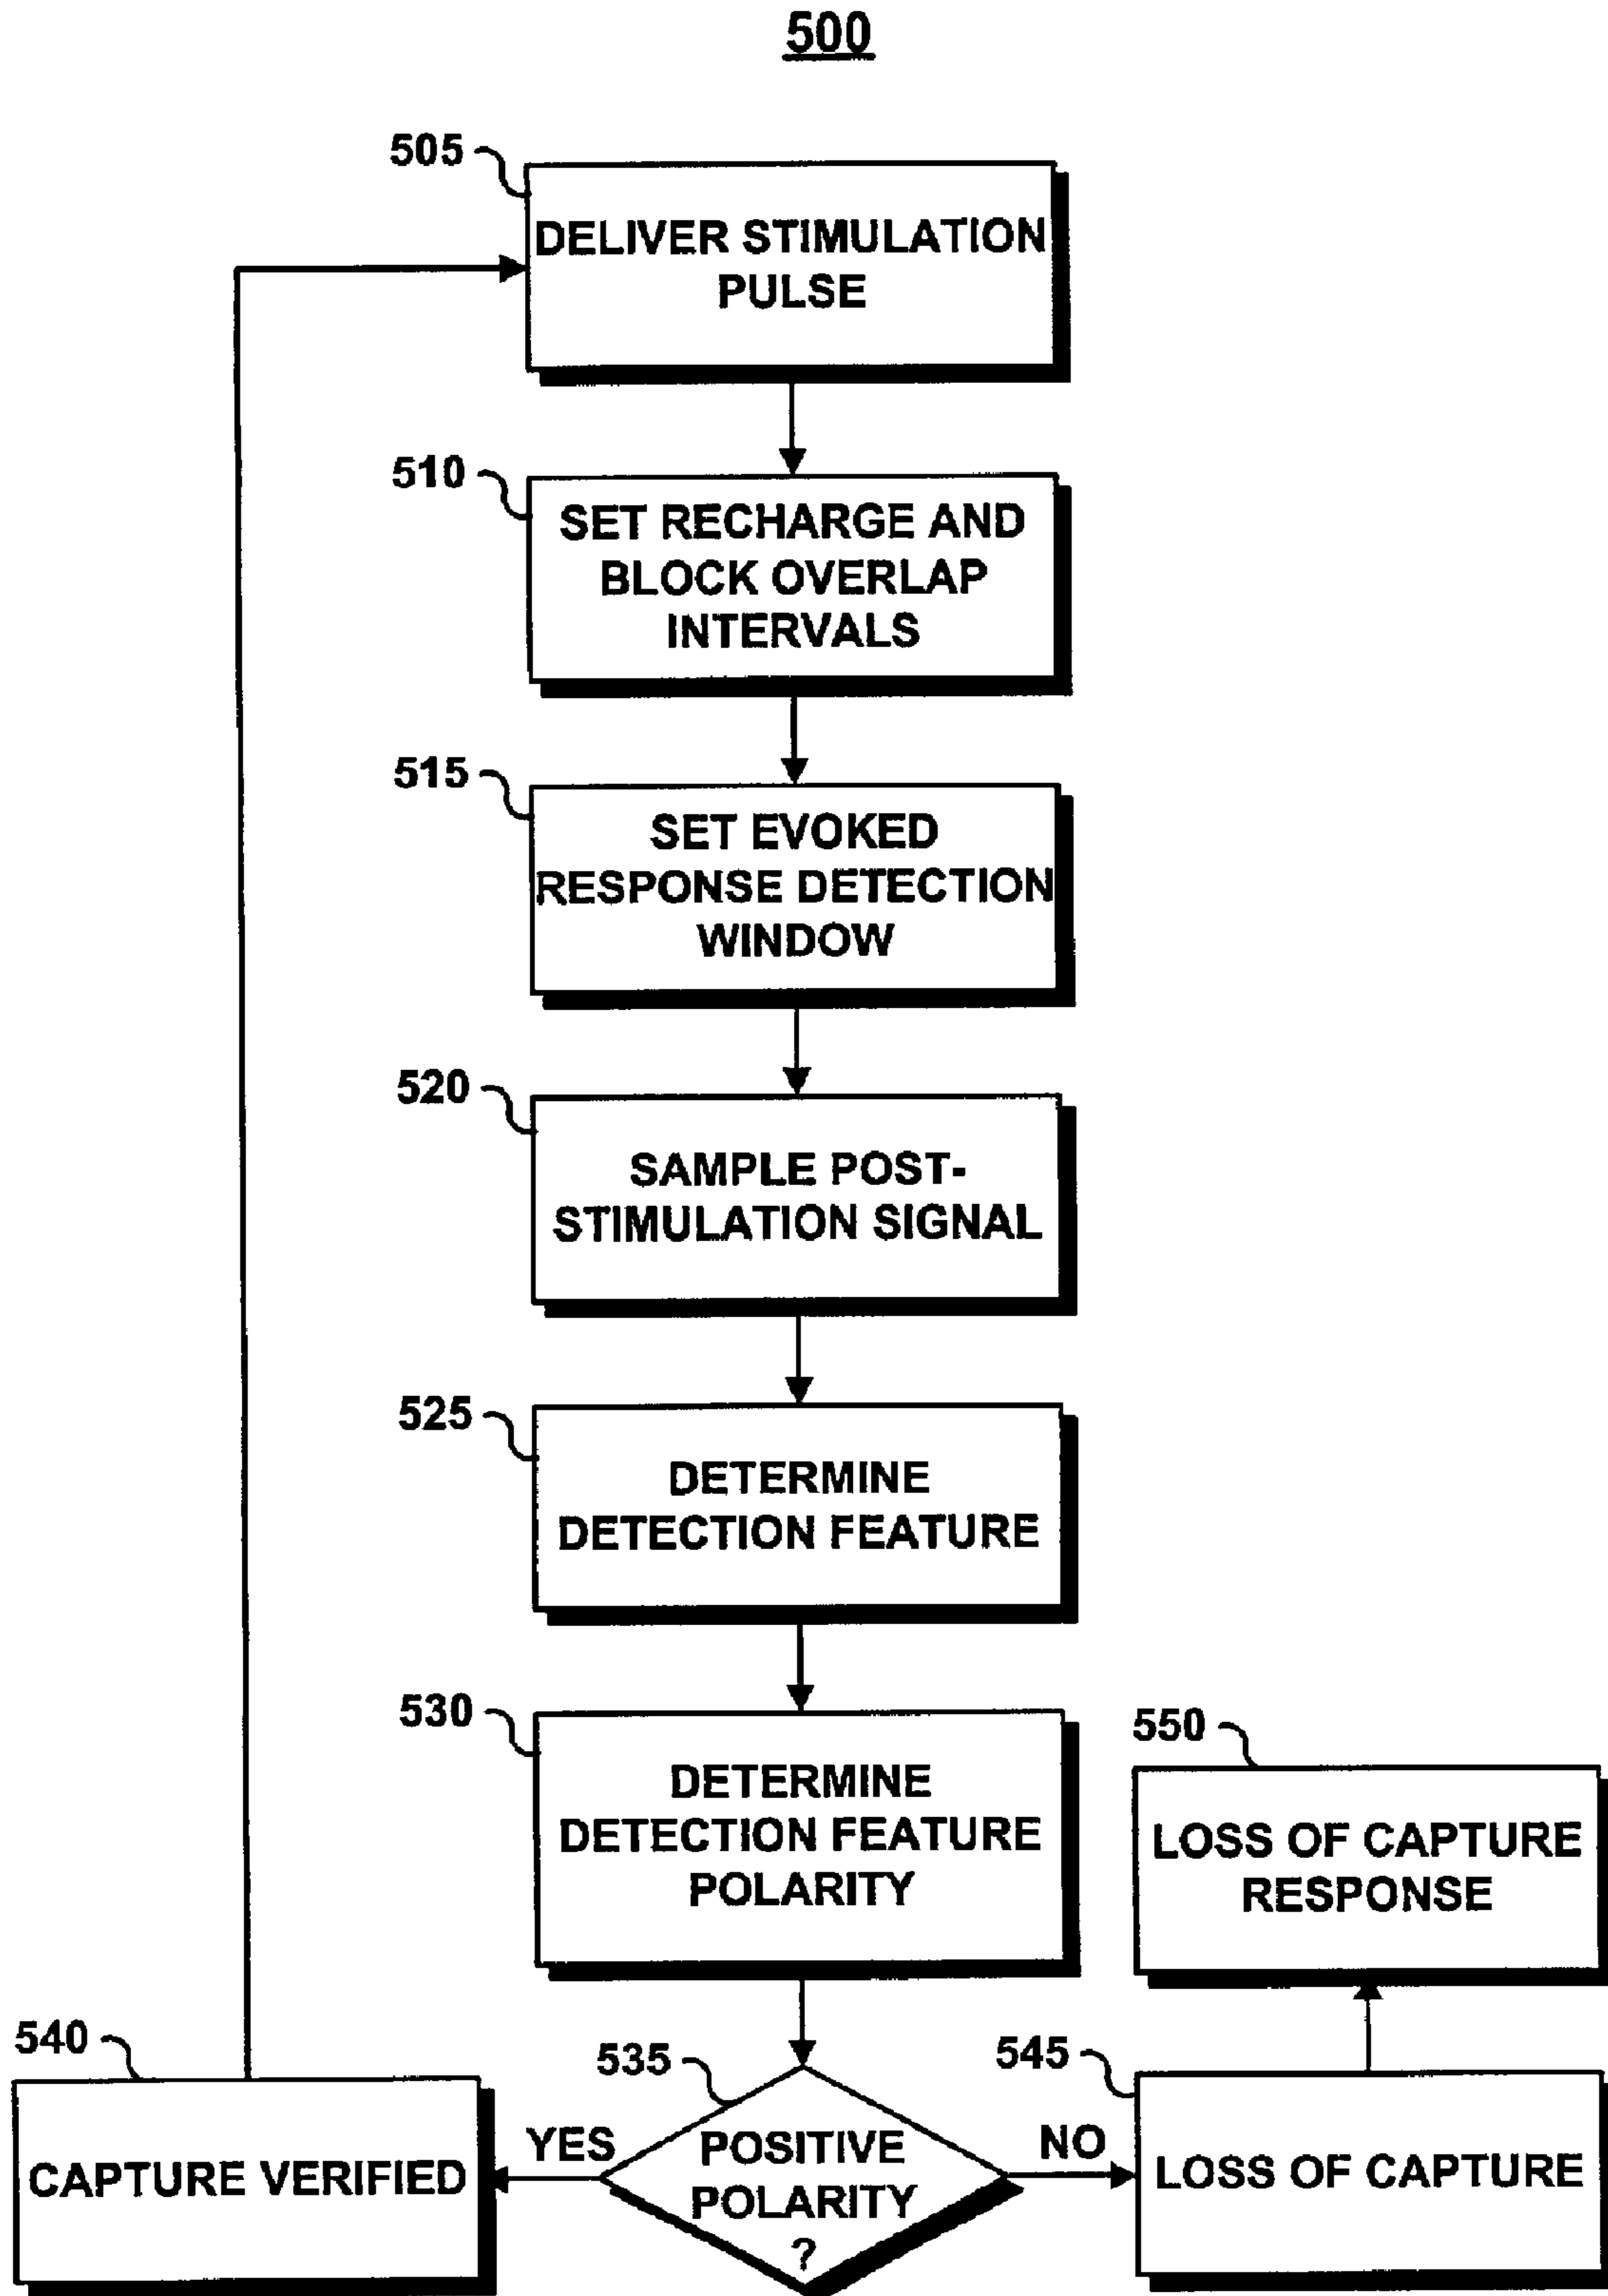 500
505
DELIVER STIMULATION
PULSE
510
SET RECHARGE AND
BLOCK OVERLAP
INTERVALS
515
SET EVOKED
RESPONSE DETECTION
WINDOW
520
SAMPLE POST-
STIMULATION SIGNAL
525
DETERMINE
DETECTION FEATURE
530
DETERMINE
DETECTION FEATURE
POLARITY
550
LOSS OF CAPTURE
RESPONSE
540
CAPTURE VERIFIED
YES
535
POSITIVE
POLARITY
?
NO
545
LOSS OF CAPTURE